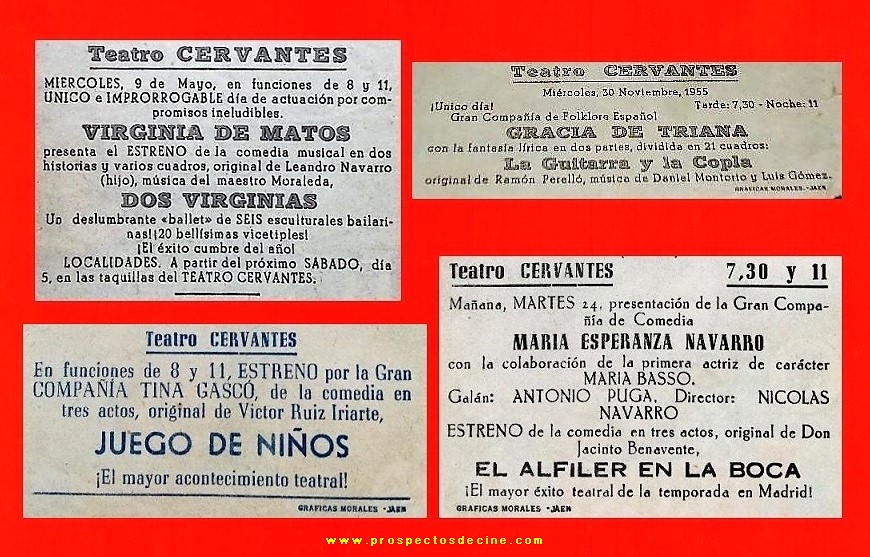 Teatro CERVANTES
MIERCOLES, 9 de Mayo, en funciones de 8 y 11,
UNICO e IMPRORROGABLE día de actuación por com-
promisos ineludibles.
VIRGINIA DE MATOS
presenta el ESTRENO de la comedia musical en dos
historias y varios cuadros, original de Leandro Navarro
(hijo), música del maestro Moraleda,
DOS VIRGINIAS
Un deslumbrante «ballet» de SEIS esculturales bailari-
nas!¡20 bellísimas vicetiples!
¡El éxito cumbre del año!
LOCALIDADES. A partir del próximo SABADO, día
5, en las taquillas del TEATRO CERVANTES.
Teatro CERVANTES
Miércoles, 30 Noviembre, 1955
¡Unico día! Tarde: 7,30 - Noche: 11
Gran Compañía de Folklore Español
GRACIA DE TRIANA
con la fantasía lírica en dos partes, dividida en 21 cuadros:
La Guitarra y la Copla
original de Ramón Perelló, música de Daniel Montorio y Luis Gómez.
GRAFICAS MORALES. -JAEN
Teatro CERVANTES
En funciones de 8 y 11, ESTRENO por la Gran
COMPAÑÍA TINA GASCÓ, de la comedia en
tres actos, original de Victor Ruiz Iriarte,
JUEGO DE NIÑOS
¡El mayor acontecimiento teatral!
GRAFICAS MORALES -JAEN
Teatro CERVANTES 7,30 y 11
Mañana, MARTES 24, presentación de la Gran Compa-
ñía de Comedia
MARIA ESPERANZA NAVARRO
con la colaboración de la primera actriz de carácter
MARIA BASSO.
Galán: ANTONIO PUGA, Director: NICOLAS
NAVARRO
ESTRENO de la comedia en tres actos, original de Don
Jacinto Benavente,
EL ALFILER EN LA BOCA
¡El mayor éxito teatral de la temporada en Madrid!
GRAFICAS MORALES -JAEN
www.prospectosdecine.com